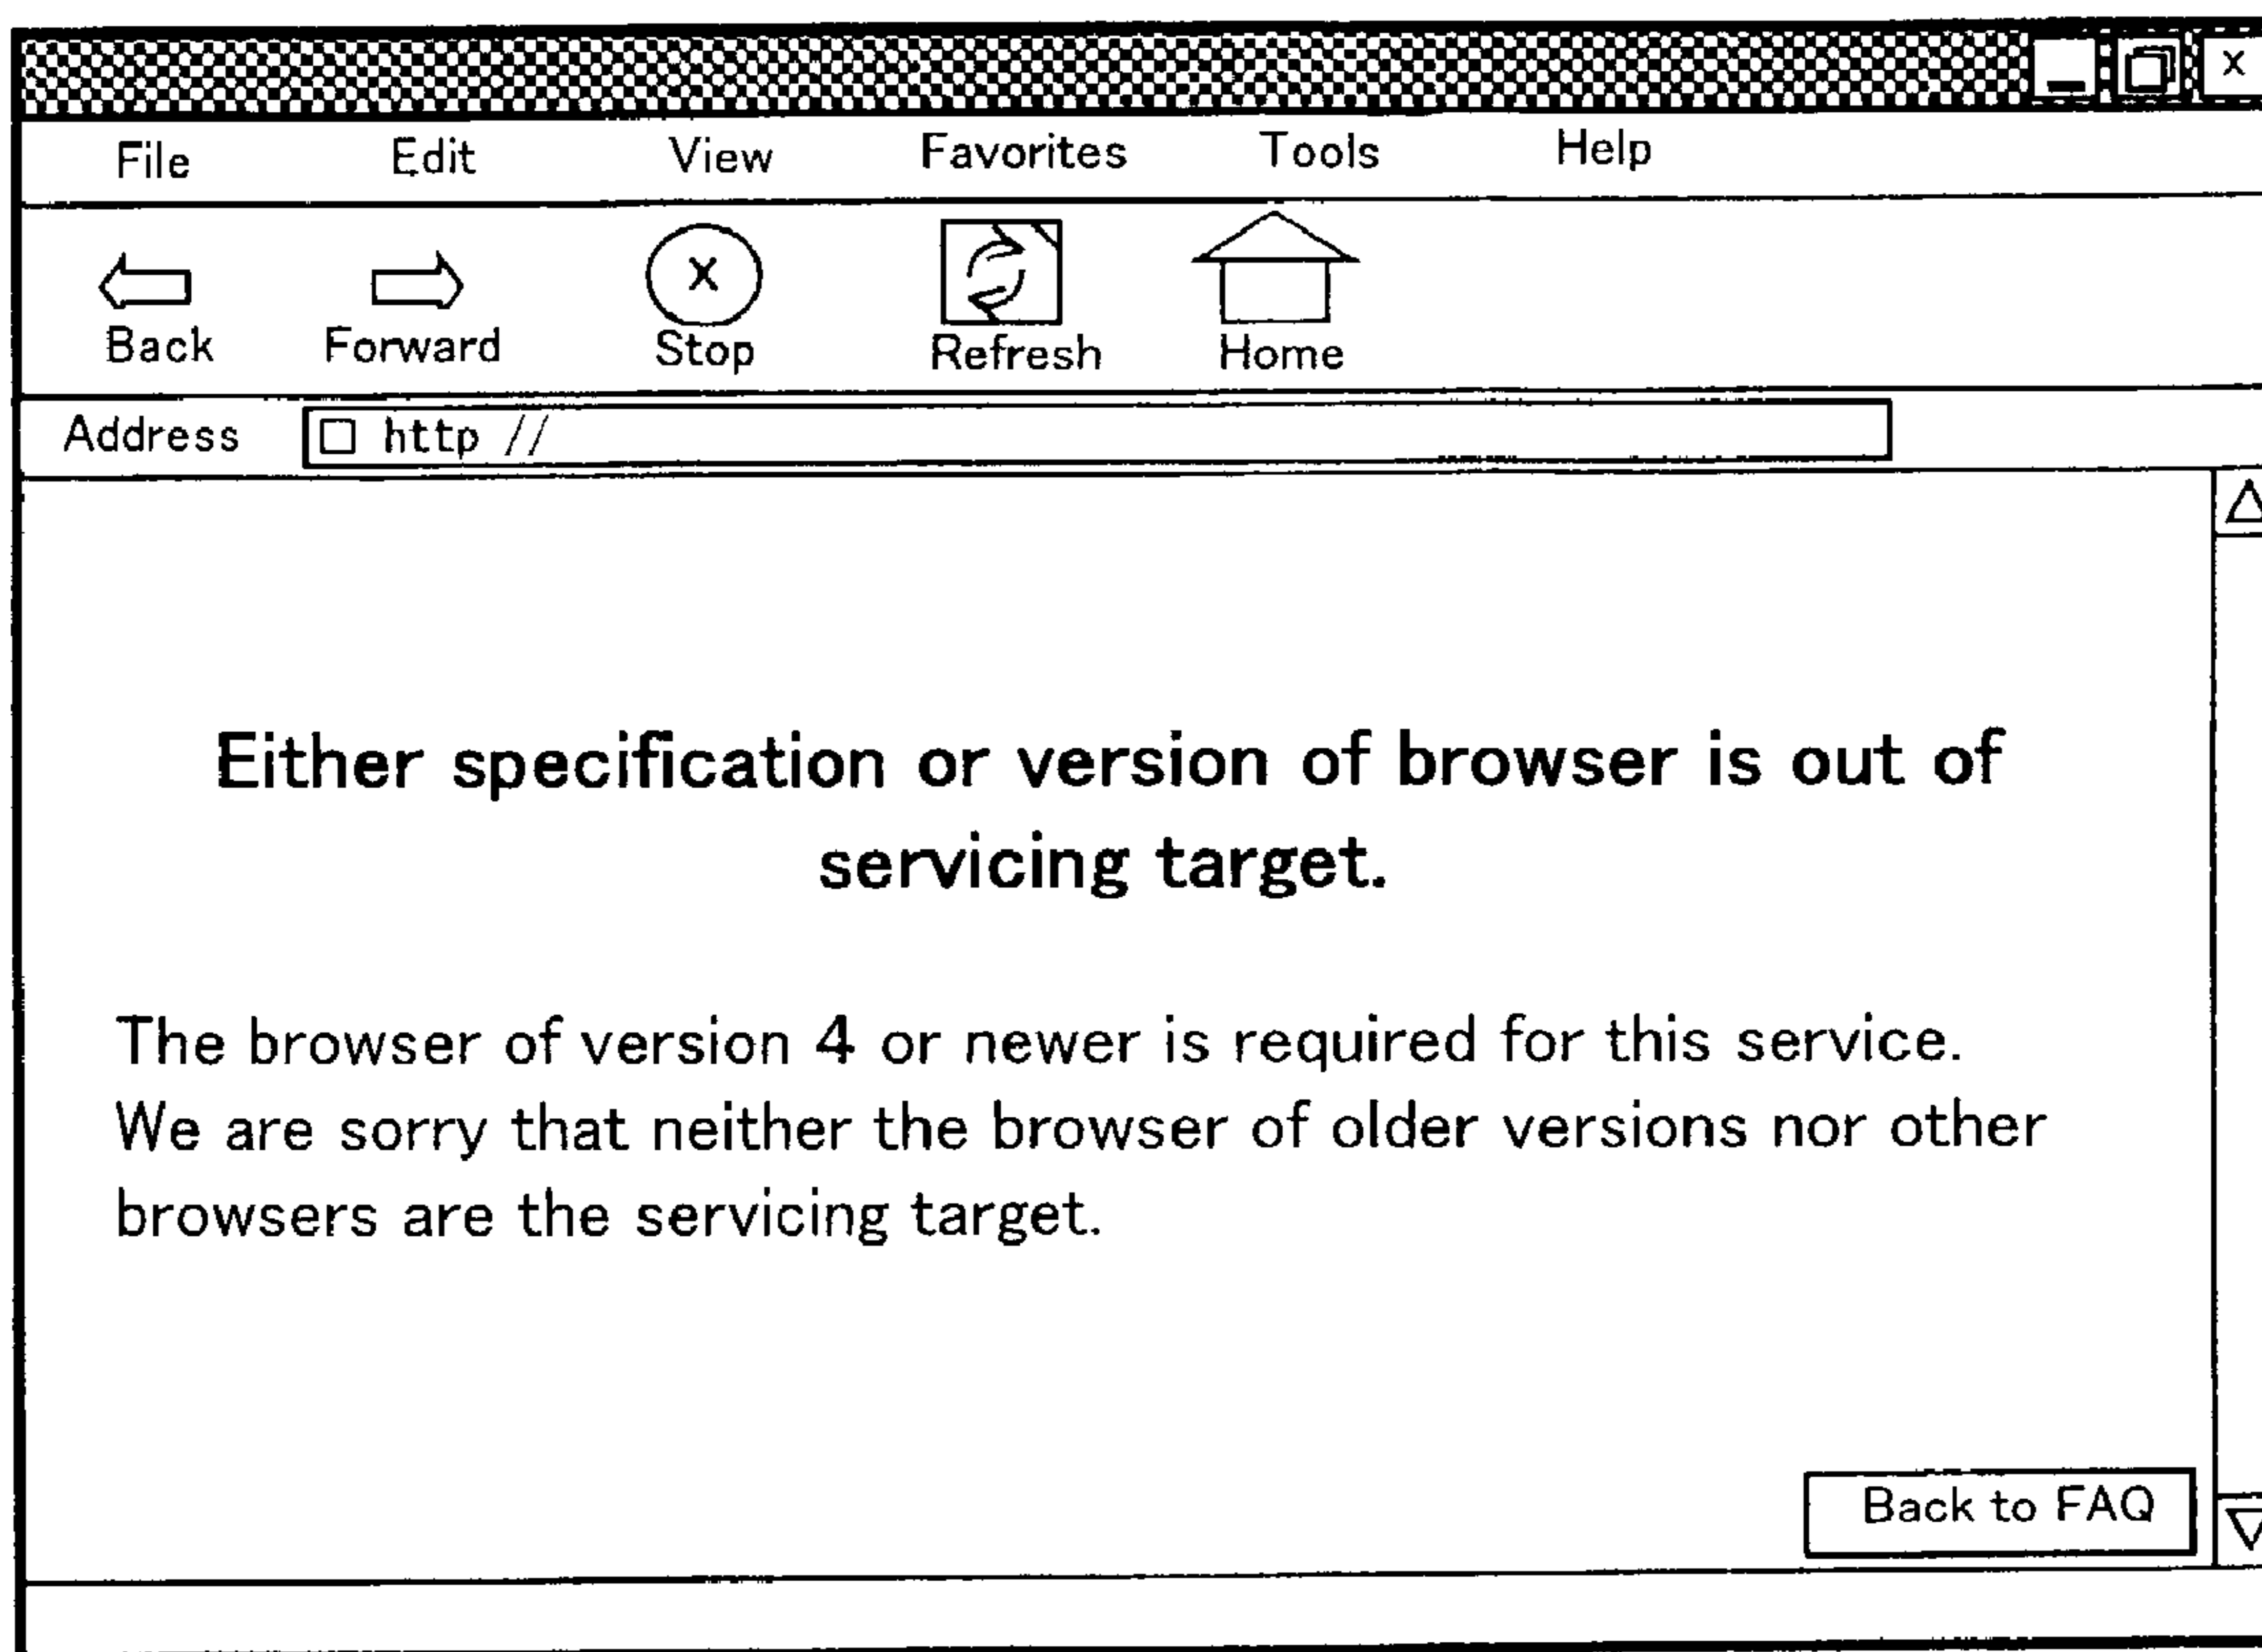 File Edit View Favorites Tools Help
Back Forward Stop Refresh Home
Address http //
Either specification or version of browser is out of
servicing target.
The browser of version 4 or newer is required for this service.
We are sorry that neither the browser of older versions nor other
browsers are the servicing target.
Back to FAQ